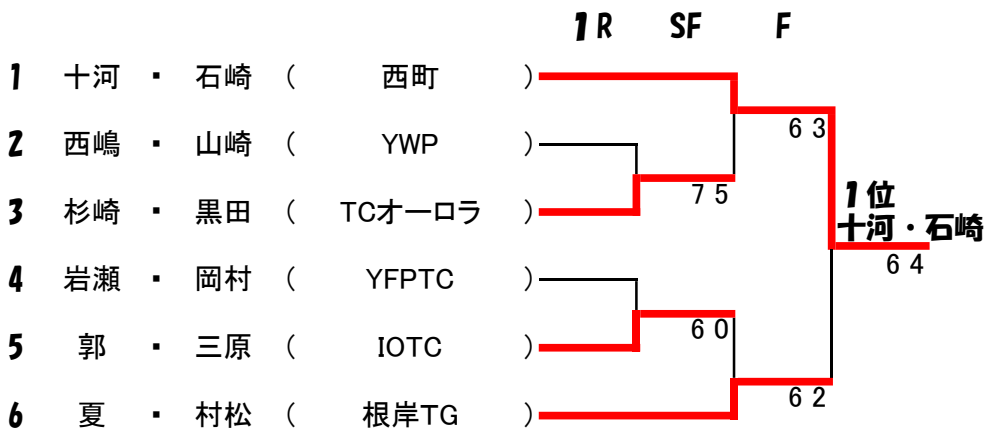 1R SF F
1 十河 ・ 石崎 ( 西町 )
6 3
2 西嶋 ・ 山崎 ( YWP )
7 5
1位
3 杉崎 ・ 黒田 ( TCオーロラ )
十河・石崎
6 4
4 岩瀬 ・ 岡村 ( YFPTC )
6 0
5 郭 ・ 三原 ( IOTC )
6 2
6 夏 ・ 村松 ( 根岸TG )